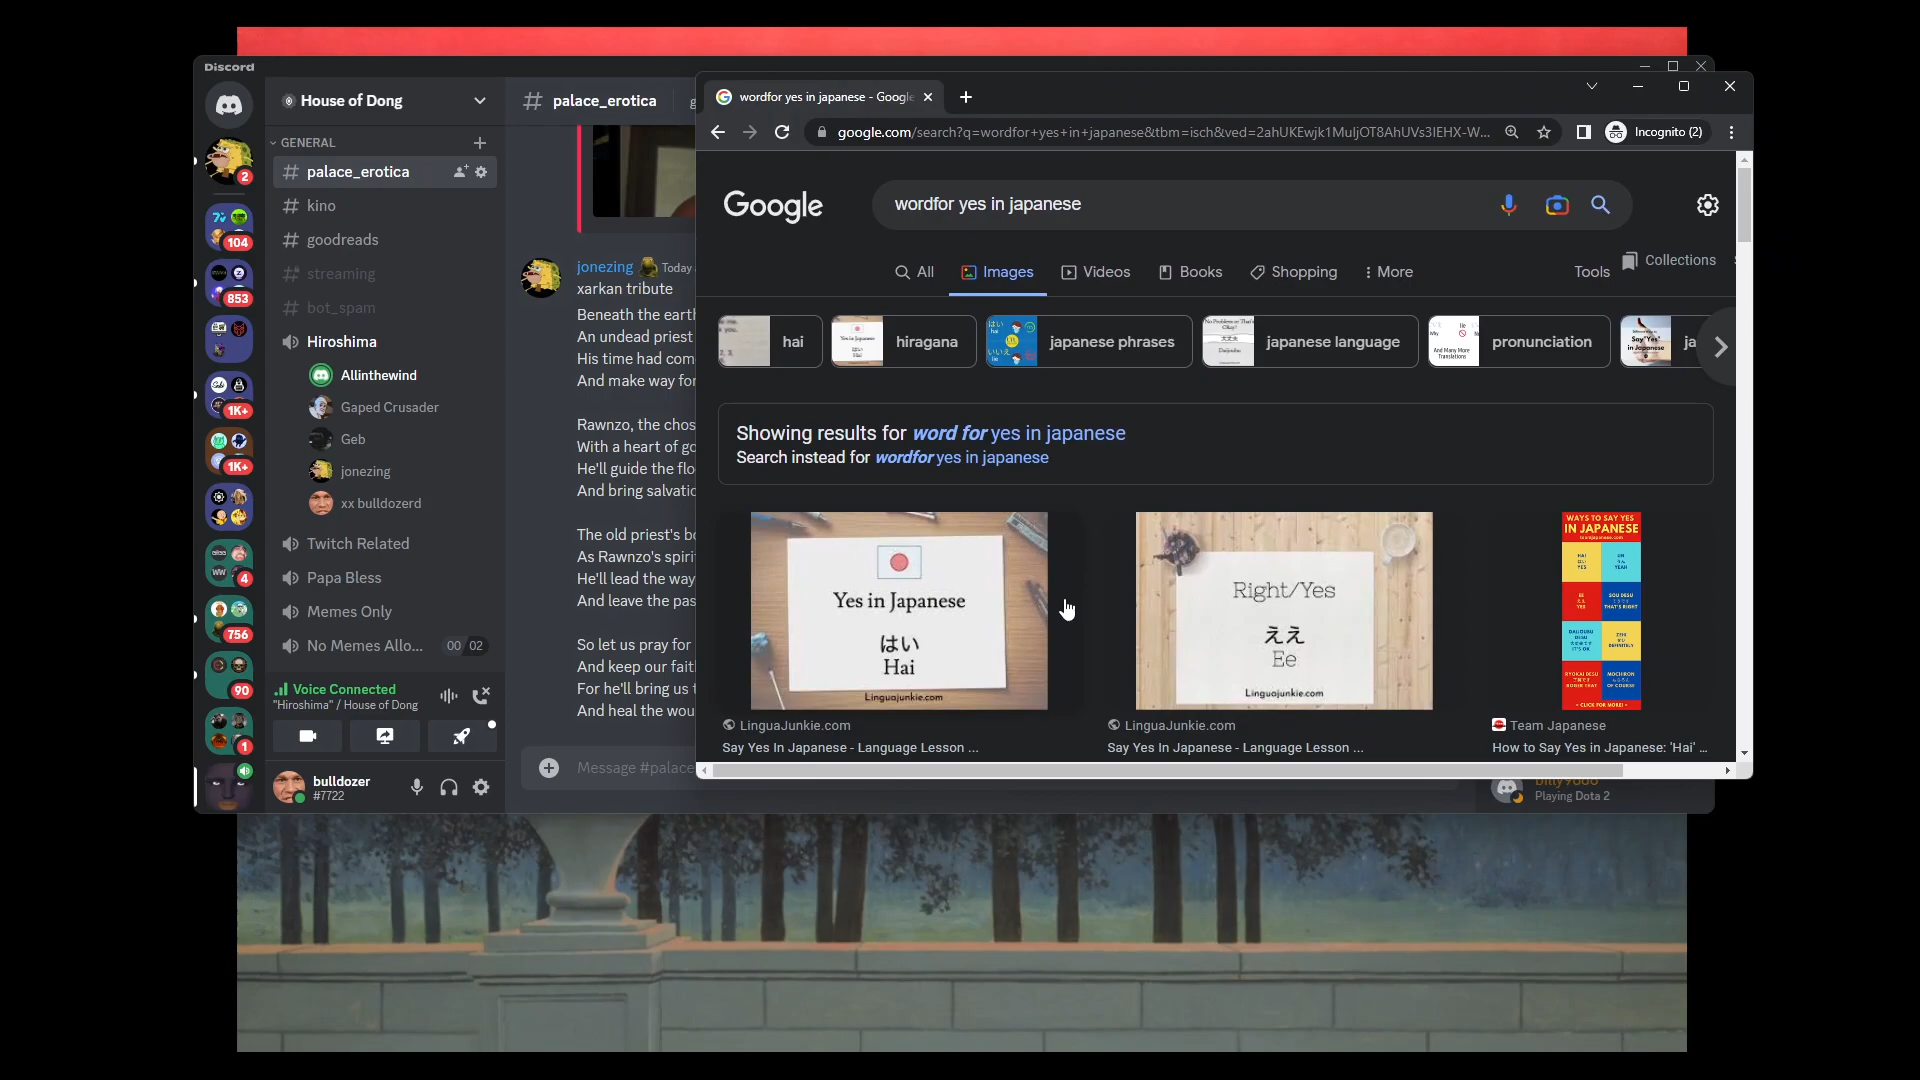 Discord
House of Dong
GENERAL
palace_erotica
kino
goodreads
streaming
bot_spam
Hiroshima
Allinthewind
Gaped Crusader
Geb
jonezing
xx bulldozerd
Twitch Related
Papa Bless
Memes Only
No Memes Allo...
00 02
Voice Connected
"Hiroshima" / House of Dong
bulldozer
#7722
2
104
853
1K+
1K+
4
756
90
1
palace_erotica
jonezing Today
xarkan tribute
Beneath the earth
An undead priest
His time had com
And make way for
Rawnzo, the chos
With a heart of go
He'll guide the flo
And bring salvatio
The old priest's bo
As Rawnzo's spiri
He'll lead the way
And leave the pas
So let us pray for
And keep our fait
For he'll bring us t
And heal the wou
Message #palace
wordfor yes in japanese - Google
google.com/search?q=wordfor+yes+in+japanese&tbm=isch&ved=2ahUKEwjk1MuljOT8AhUVs3IEHX-W...
Incognito (2)
Google
wordfor yes in japanese
All
Images
Videos
Books
Shopping
More
Tools
Collections
hai
hiragana
japanese phrases
japanese language
pronunciation
ja
Showing results for word for yes in japanese
Search instead for wordfor yes in japanese
Yes in Japanese
はい
Hai
LinguaJunkie.com
Right/Yes
ええ
Ee
LinguaJunkie.com
WAYS TO SAY YES
IN JAPANESE
LinguaJunkie.com
Say Yes In Japanese - Language Lesson ...
LinguaJunkie.com
Say Yes In Japanese - Language Lesson ...
Team Japanese
How to Say Yes in Japanese: 'Hai' ...
Playing Dota 2